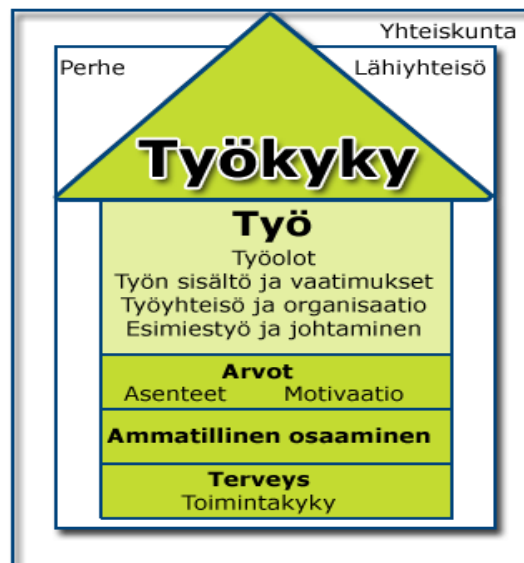 Yhteiskunta
Perhe
Lähiyhteisö
Työkyky
Työ
Työolot
Työn sisältö ja vaatimukset
Työyhteisö ja organisaatio
Esimiestyö ja johtaminen
Arvot
Asenteet Motivaatio
Ammatillinen osaaminen
Terveys
Toimintakyky